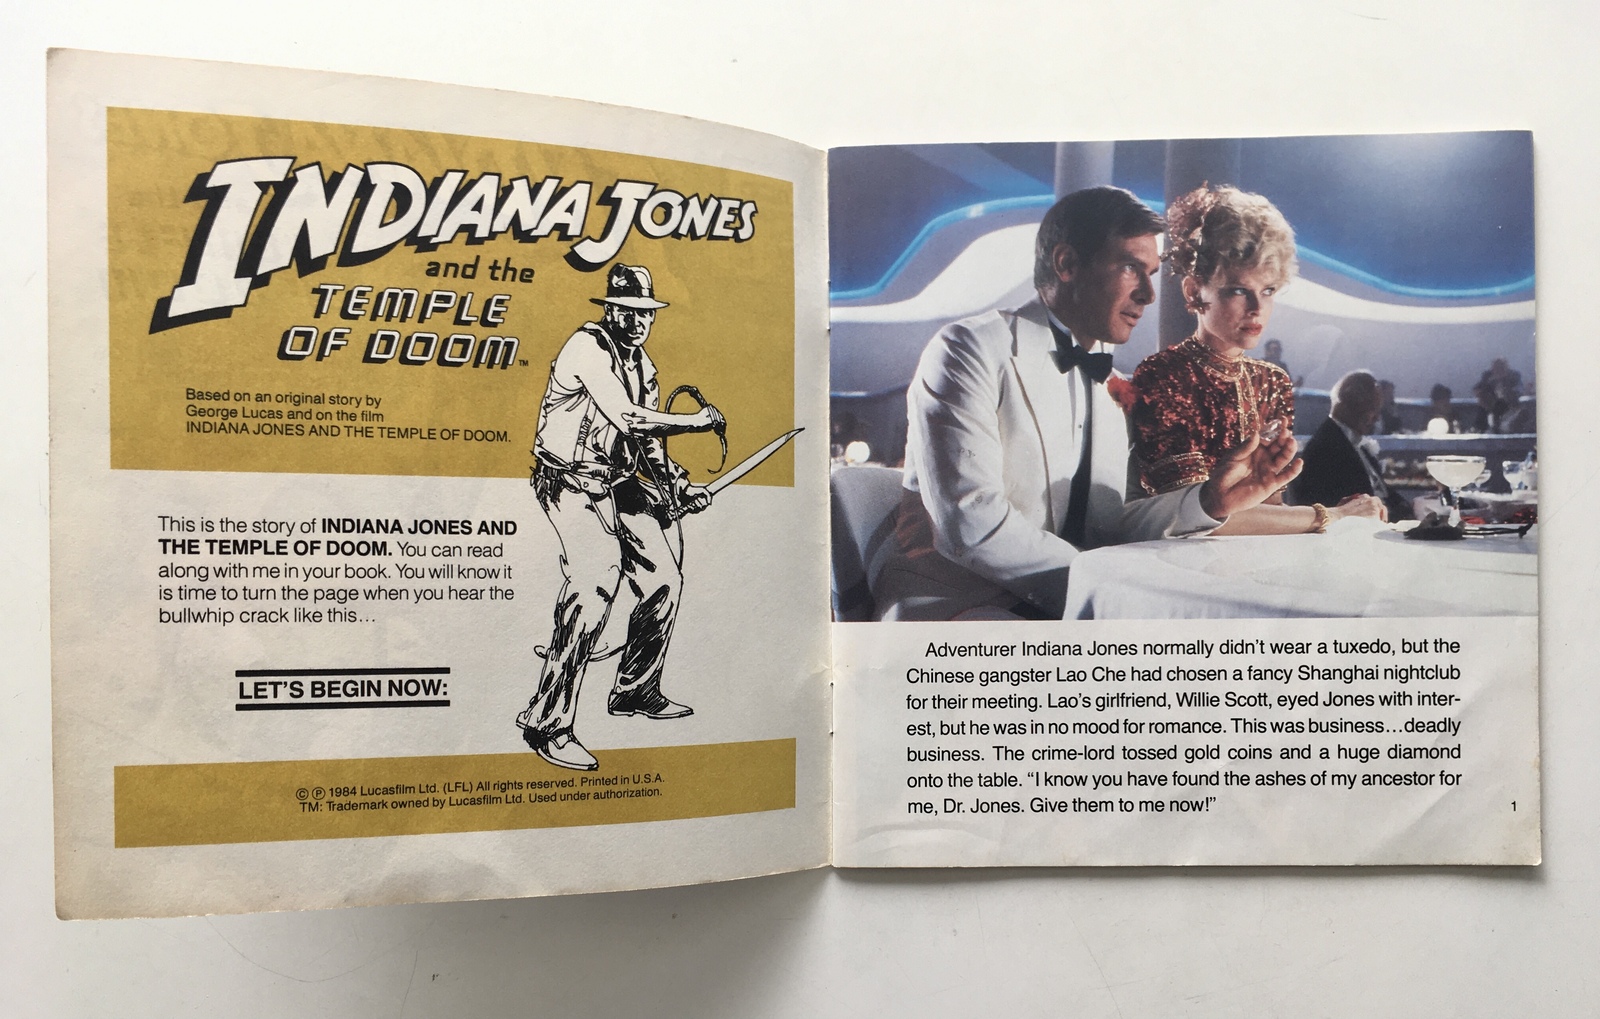 INDIANA JONES
and the
TEMPLE
OF DOOM™
Based on an original story by
George Lucas and on the film
INDIANA JONES AND THE TEMPLE OF DOOM.
This is the story of INDIANA JONES AND
THE TEMPLE OF DOOM. You can read
along with me in your book. You will know it
is time to turn the page when you hear the
bullwhip crack like this...
LET'S BEGIN NOW:
© ℗ 1984 Lucasfilm Ltd. (LFL) All rights reserved. Printed in U.S.A.
TM: Trademark owned by Lucasfilm Ltd. Used under authorization.
Adventurer Indiana Jones normally didn't wear a tuxedo, but the
Chinese gangster Lao Che had chosen a fancy Shanghai nightclub
for their meeting. Lao's girlfriend, Willie Scott, eyed Jones with inter-
est, but he was in no mood for romance. This was business...deadly
business. The crime-lord tossed gold coins and a huge diamond
onto the table. "I know you have found the ashes of my ancestor for
me, Dr. Jones. Give them to me now!"
1